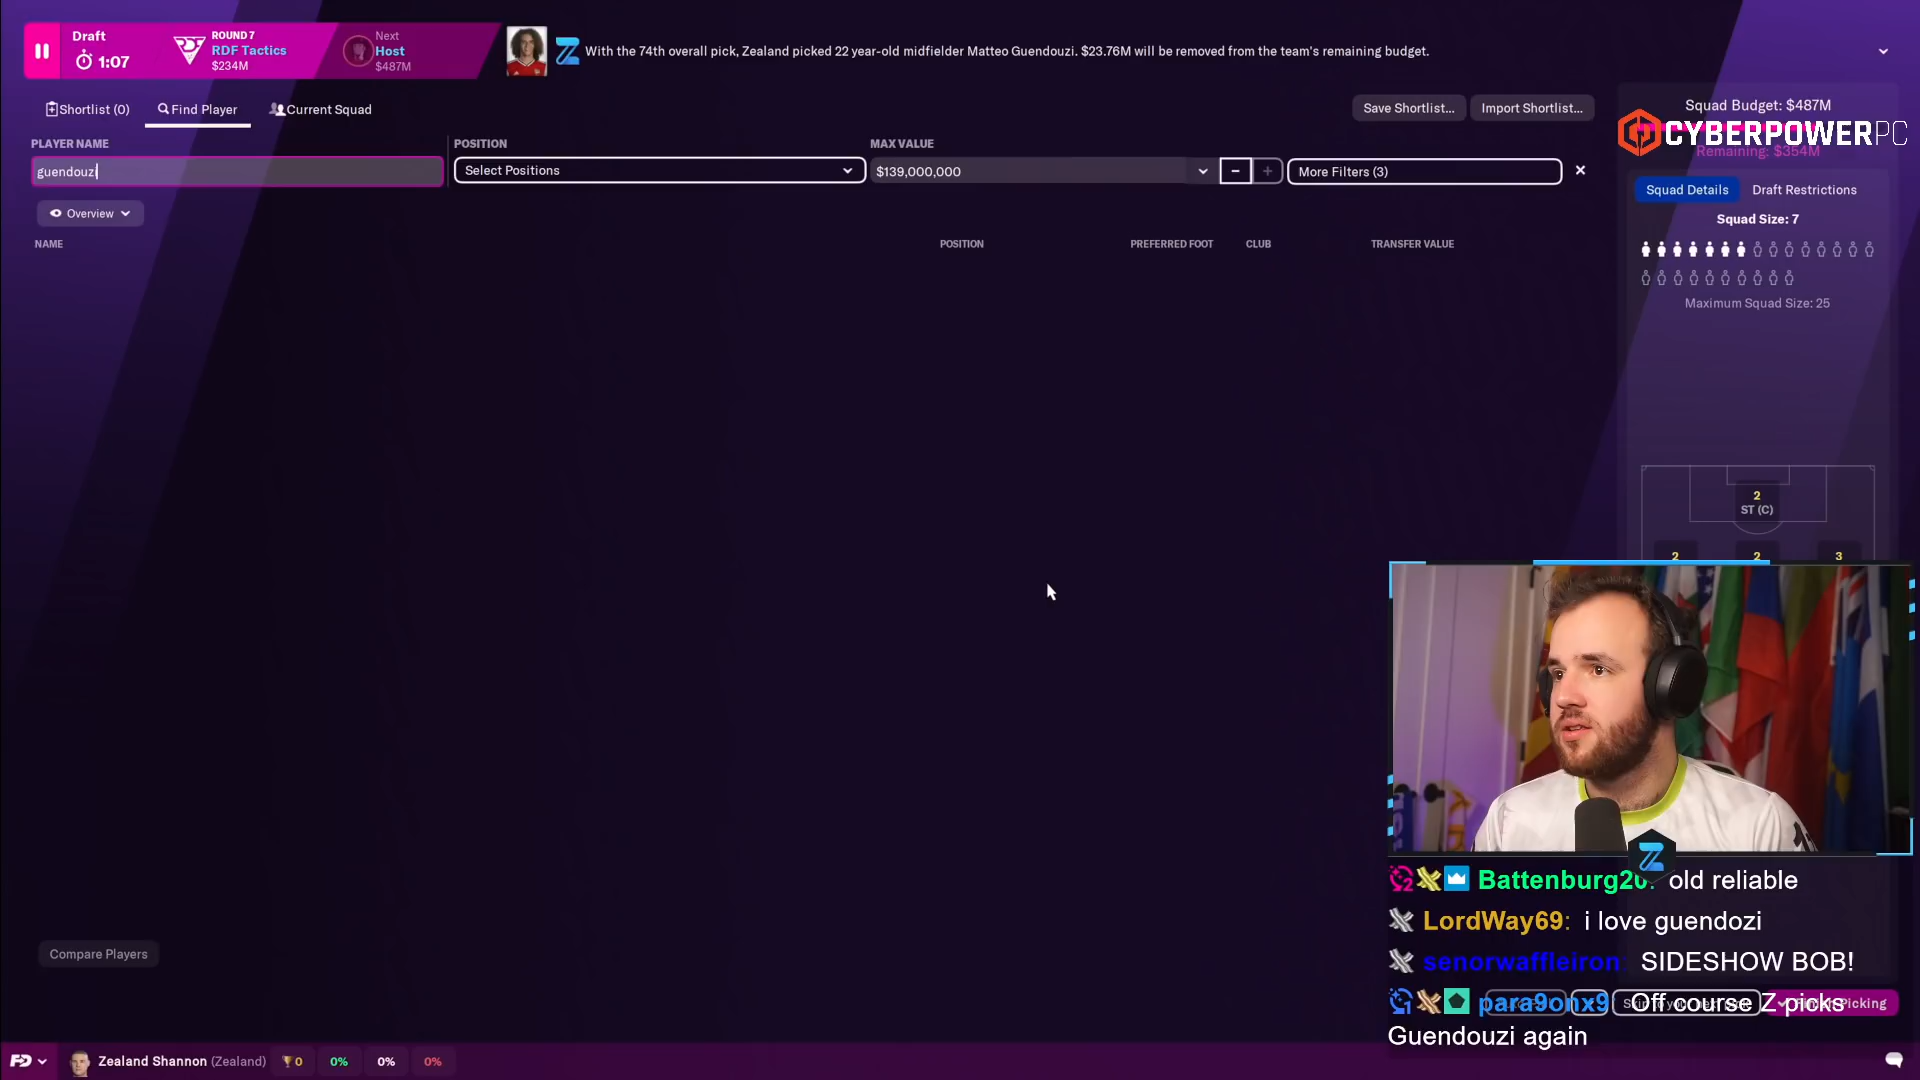 Draft
1:07
ROUND 7
RDF Tactics
$234M
Next
Host
$487M
With the 74th overall pick, Zealand picked 22 year-old midfielder Matteo Guendouzi. $23.76M will be removed from the team's remaining budget.
Shortlist (0)
Find Player
Current Squad
Save Shortlist...
Import Shortlist...
Squad Budget: $487M
CYBERPOWERPC
Remaining: $354M
PLAYER NAME
POSITION
MAX VALUE
guendouzi
Select Positions
$139,000,000
More Filters (3)
Squad Details
Draft Restrictions
Overview
Squad Size: 7
NAME
POSITION
PREFERRED FOOT
CLUB
TRANSFER VALUE
Maximum Squad Size: 25
2
ST (C)
2
2
3
Battenburg20: old reliable
LordWay69: i love guendozi
senorwaffleiron: SIDESHOW BOB!
para9onx9: Off course Z picks
Guendouzi again
Picking
Compare Players
FD
Zealand Shannon (Zealand)
0
0%
0%
0%